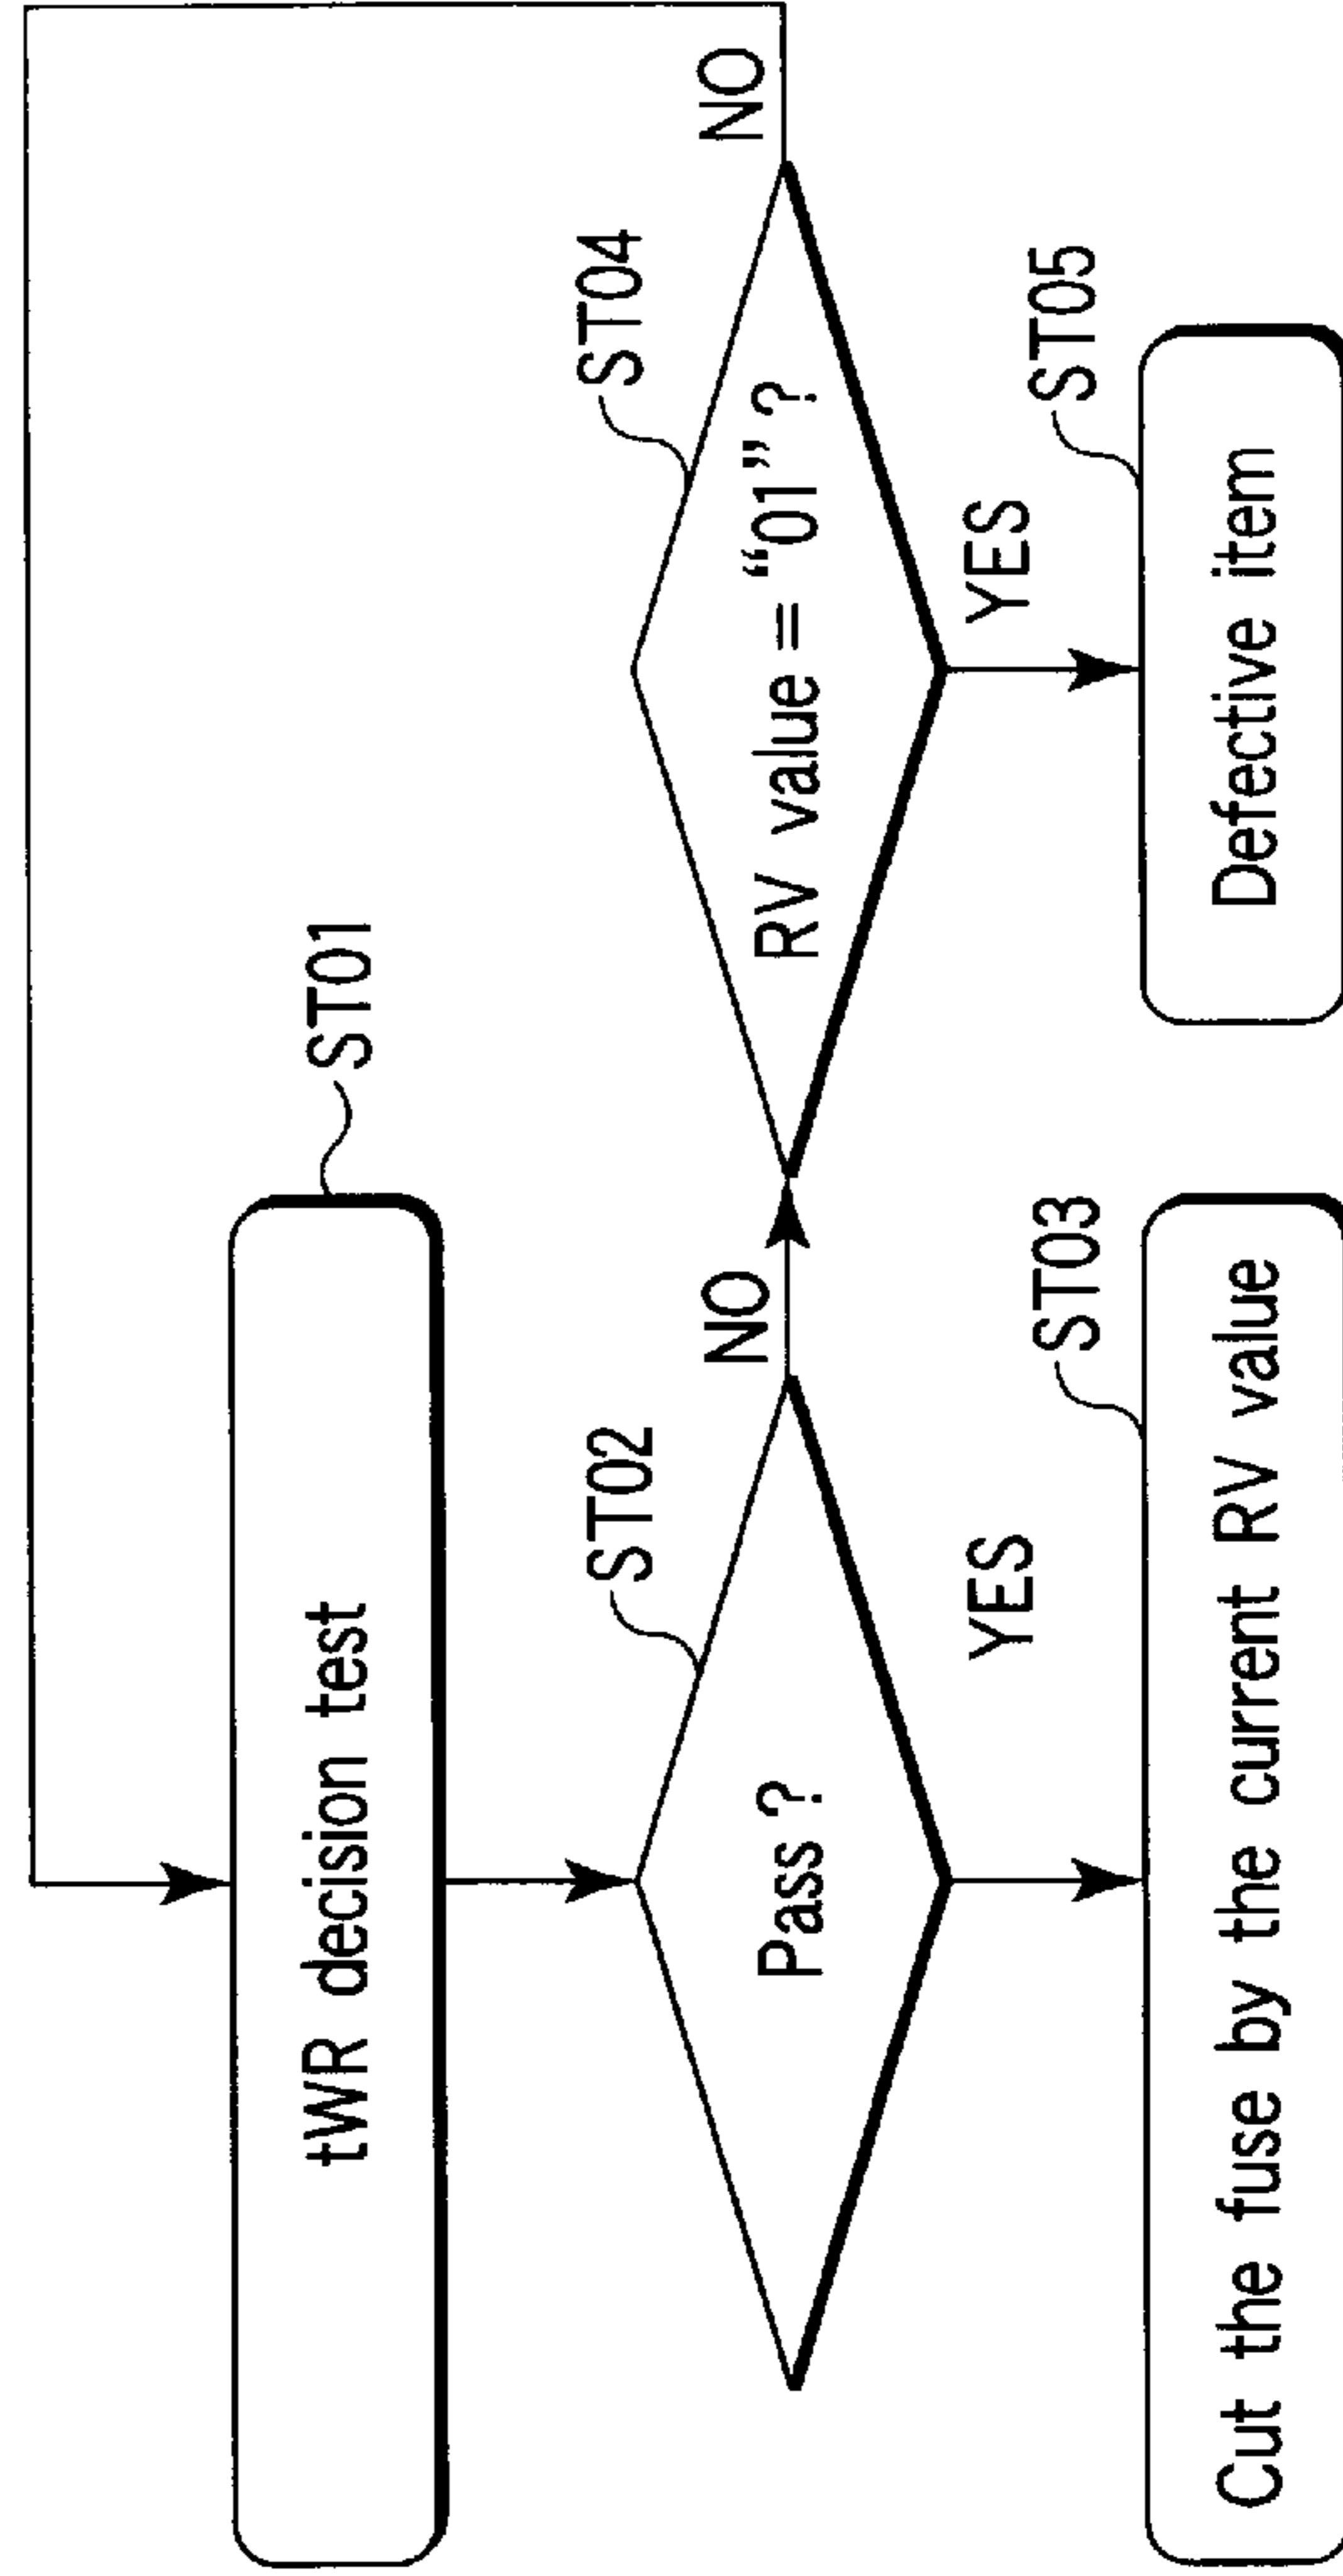 tWR decision test
ST01
Pass ?
ST02
NO
YES
RV value = “01” ?
ST04
NO
YES
Cut the fuse by the current RV value
ST03
Defective item
ST05